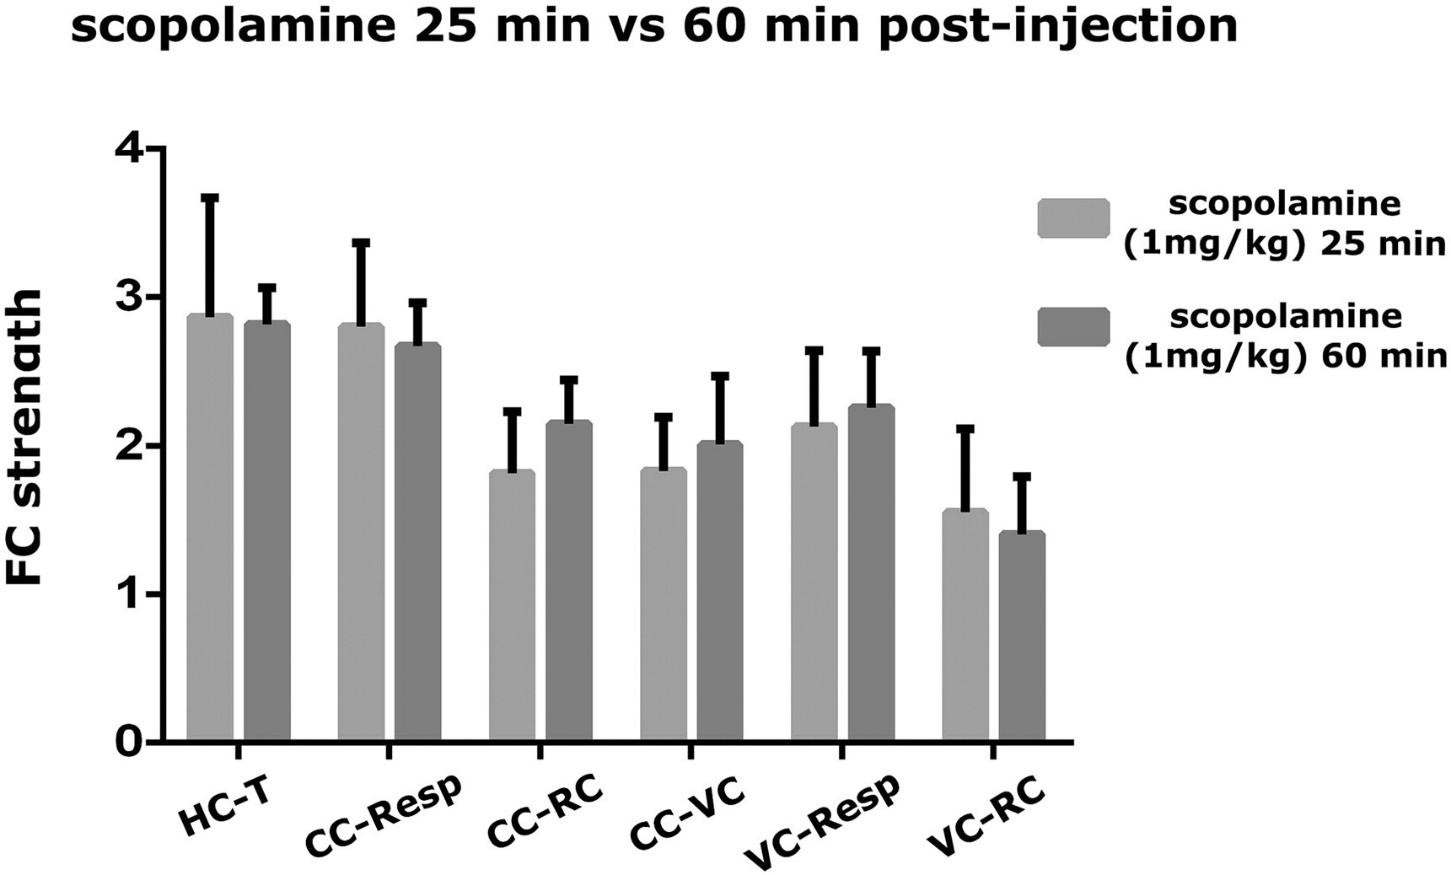 scopolamine 25 min vs 60 min post-injection
4
3
2
1
0
FC strenath
HC-T
CC-Resp
CC-RC
CC-VC
VC-Resp
VC-RC
scopolamine
(1mg/kg) 25 min
scopolamine
(1mg/kg) 60 min